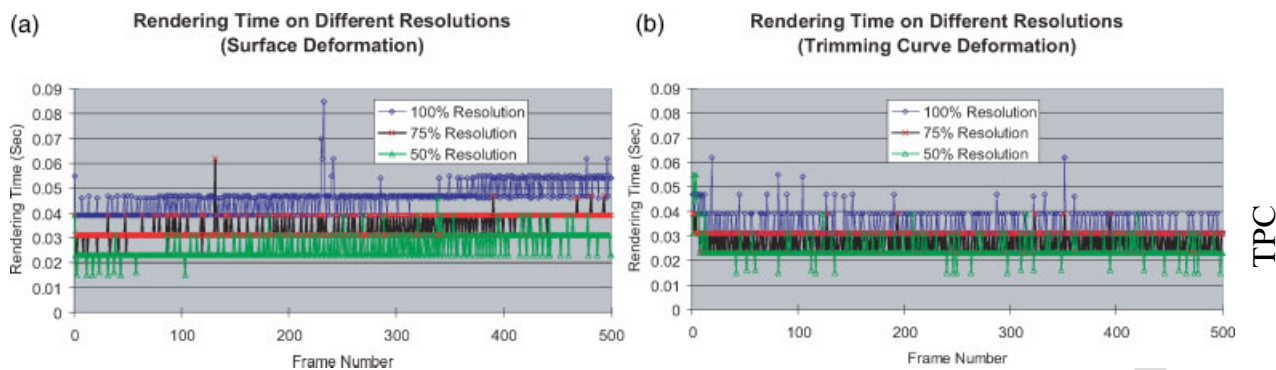 (a)
Rendering Time on Different Resolutions
(Surface Deformation)
Rendering Time (Sec)
0.09
0.08
0.07
0.06
0.05
0.04
0.03
0.02
0.01
0
100% Resolution
75% Resolution
50% Resolution
0 100 200 300 400 500
Frame Number
(b)
Rendering Time on Different Resolutions
(Trimming Curve Deformation)
Rendering Time (Sec)
0.09
0.08
0.07
0.06
0.05
0.04
0.03
0.02
0.01
0
100% Resolution
75% Resolution
50% Resolution
0 100 200 300 400 500
Frame Number
TPC